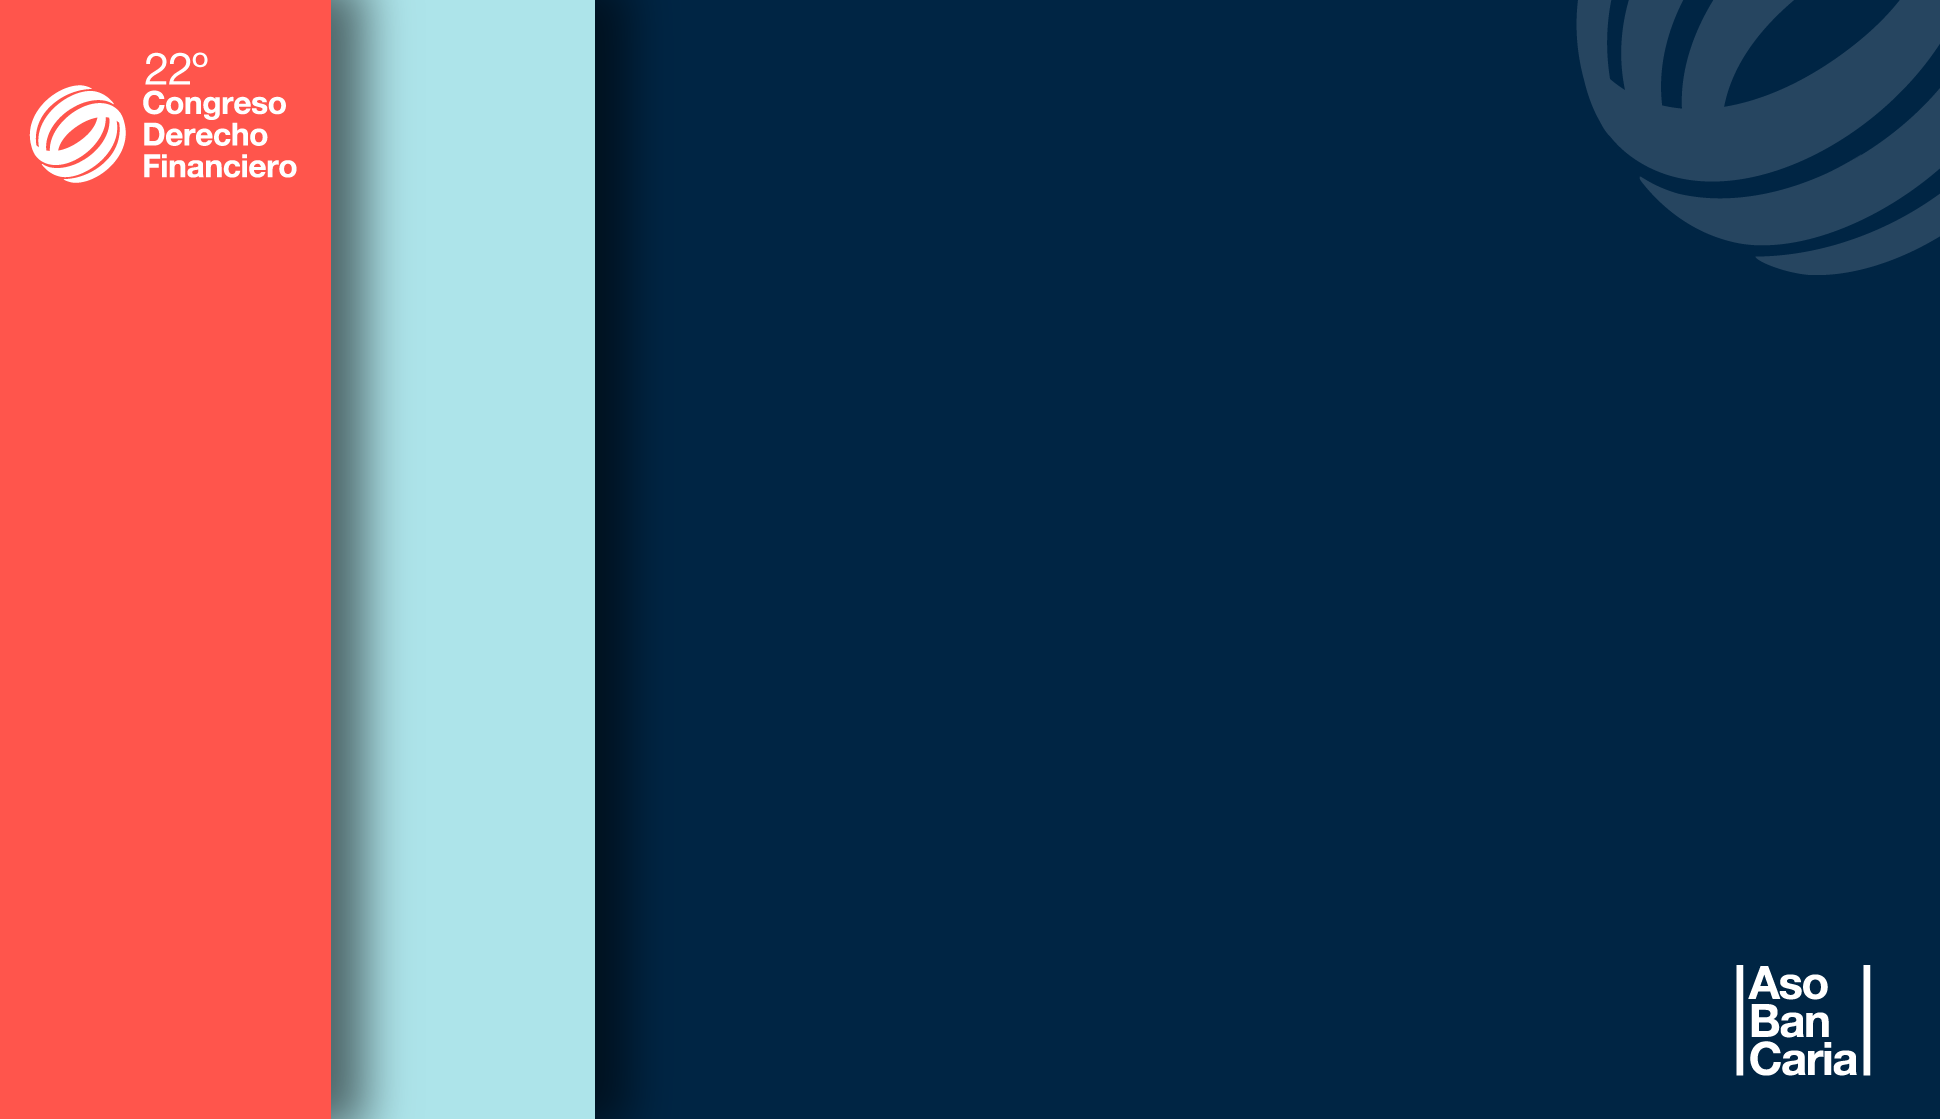 22º
Congreso
Derecho
Financiero
Aso
Ban
Caria